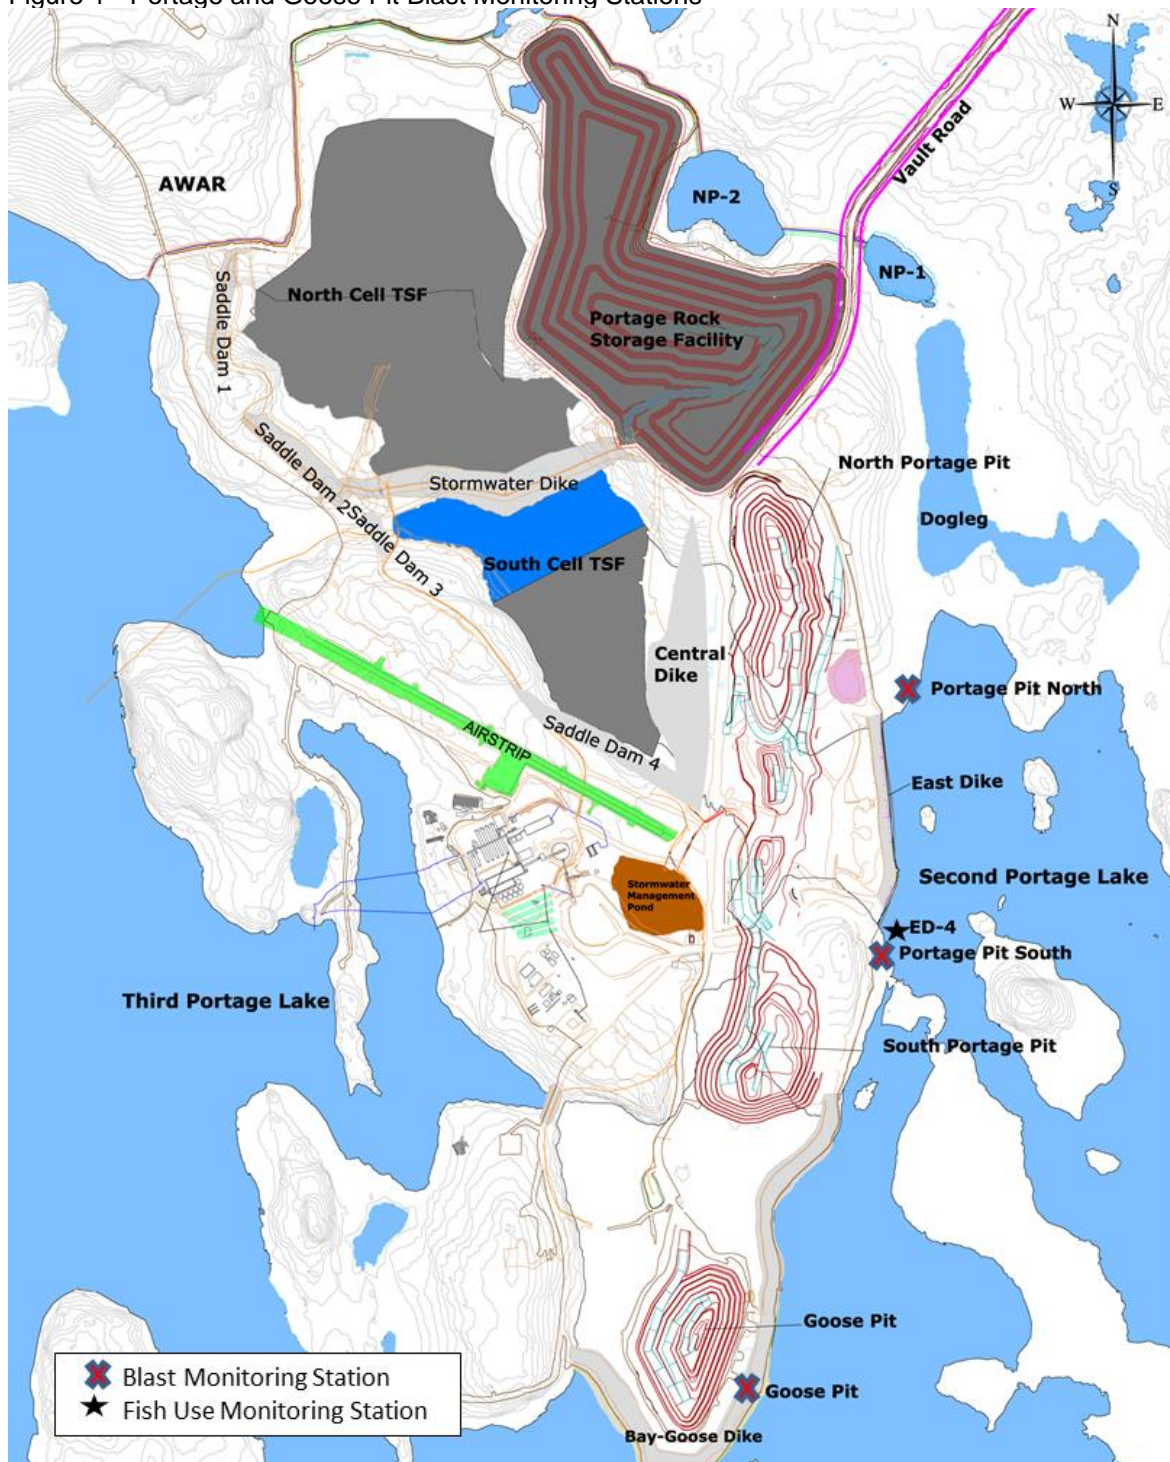 Figure 1 - Portage and Goose Pit Blast Monitoring Stations
N
W
E
S
Vault Road
AWAR
NP-2
NP-1
North Cell TSF
Saddle Dam 1
Portage Rock
Storage Facility
Saddle Dam 2
Stormwater Dike
North Portage Pit
Dogleg
Saddle Dam 3
South Cell TSF
Central
Dike
Portage Pit North
Saddle Dam 4
AIRSTRIP
East Dike
Stormwater
Management
Pond
Second Portage Lake
ED-4
Portage Pit South
Third Portage Lake
South Portage Pit
Goose Pit
Goose Pit
Bay-Goose Dike
Blast Monitoring Station
Fish Use Monitoring Station